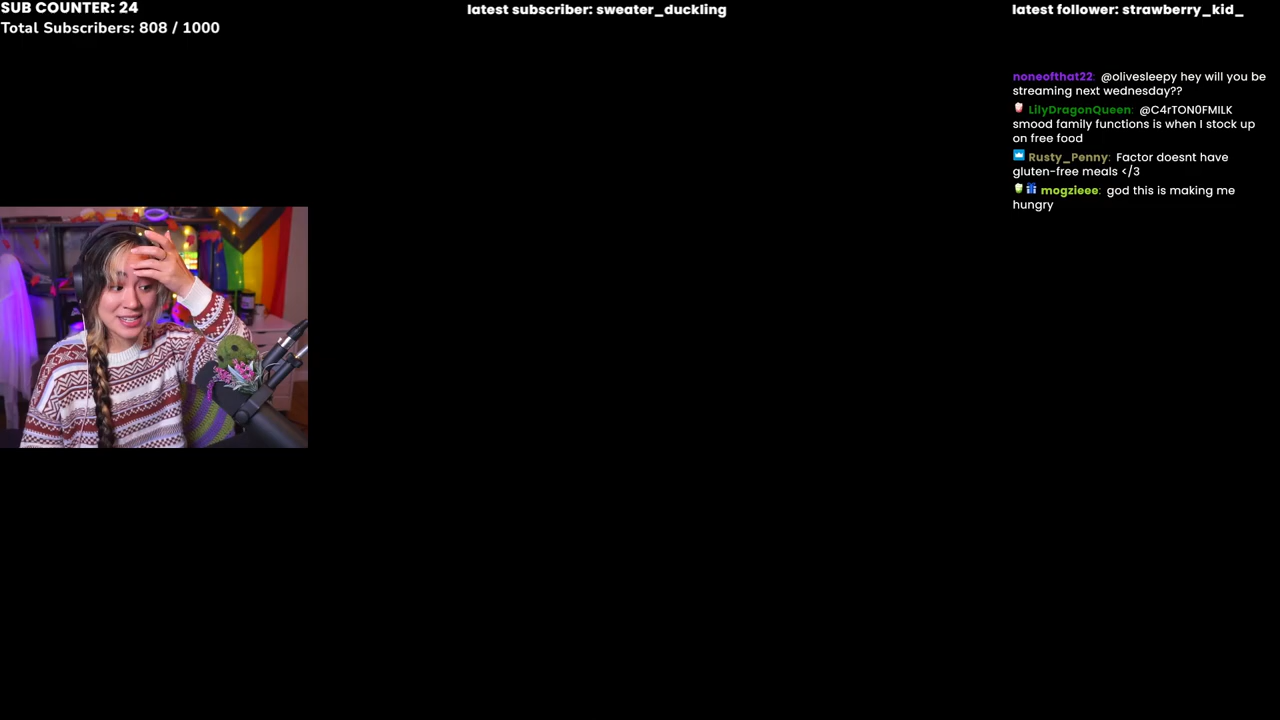 SUB COUNTER: 24
Total Subscribers: 808 / 1000
latest subscriber: sweater_duckling
latest follower: strawberry_kid_
noneofthat22: @olivesleepy hey will you be
streaming next wednesday??
LilyDragonQueen: @C4rTON0FMILK
smood family functions is when I stock up
on free food
Rusty_Penny: Factor doesnt have
gluten-free meals </3
mogzieee: god this is making me
hungry